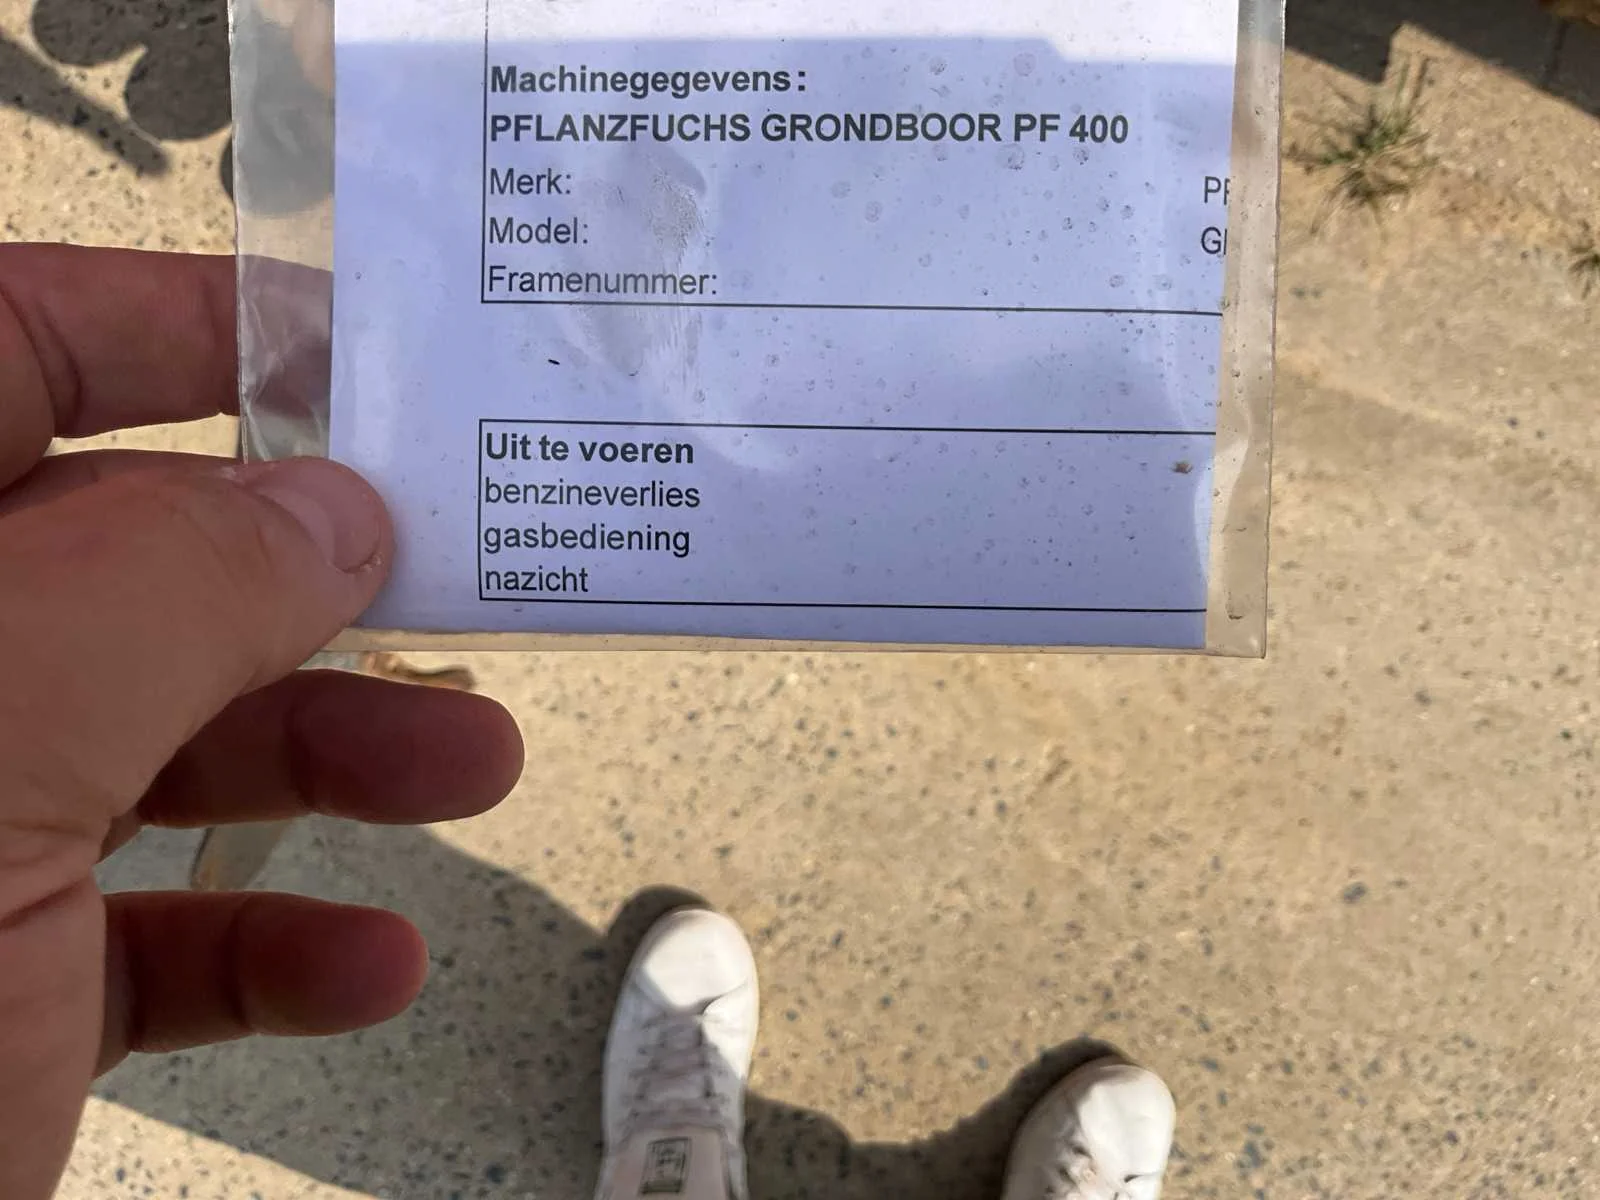 Machinegegevens:
PFLANZFUCHS GRONDBOOR PF 400
Merk:
Model:
Framenummer:
Uit te voeren
benzineverlies
gasbediening
nazicht